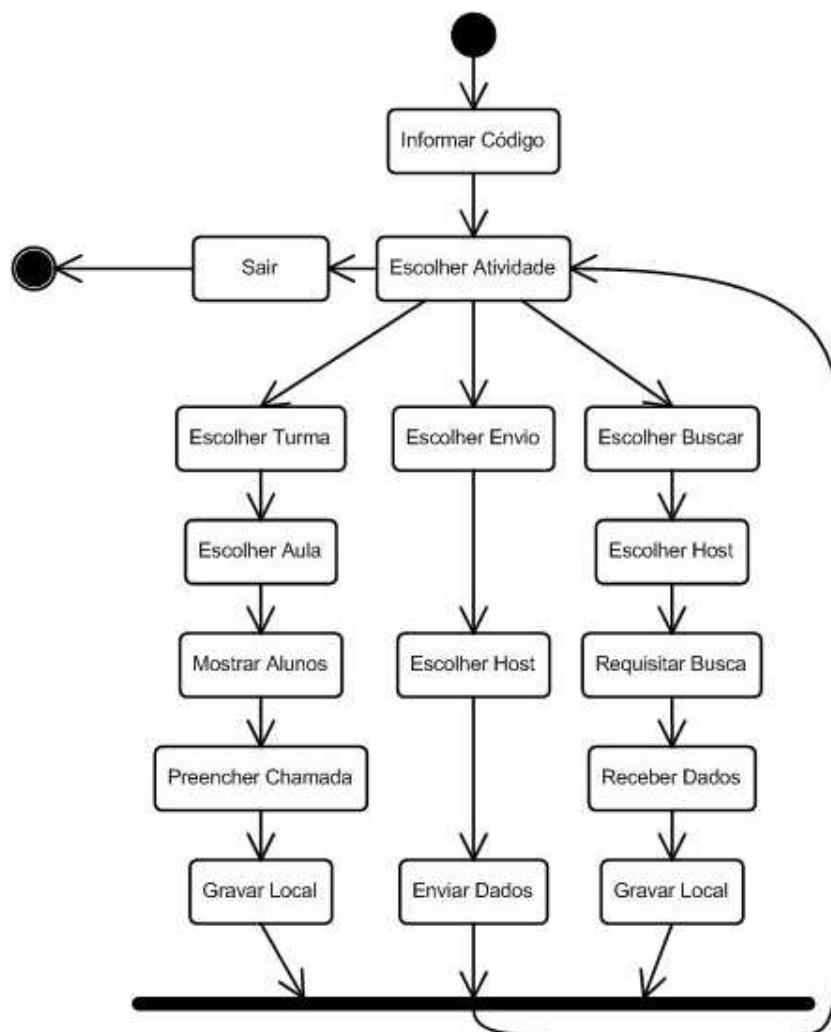 Informar Código
Sair
Escolher Atividade
Escolher Turma
Escolher Envio
Escolher Buscar
Escolher Aula
Escolher Host
Mostrar Alunos
Escolher Host
Requisitar Busca
Preencher Chamada
Receber Dados
Gravar Local
Enviar Dados
Gravar Local